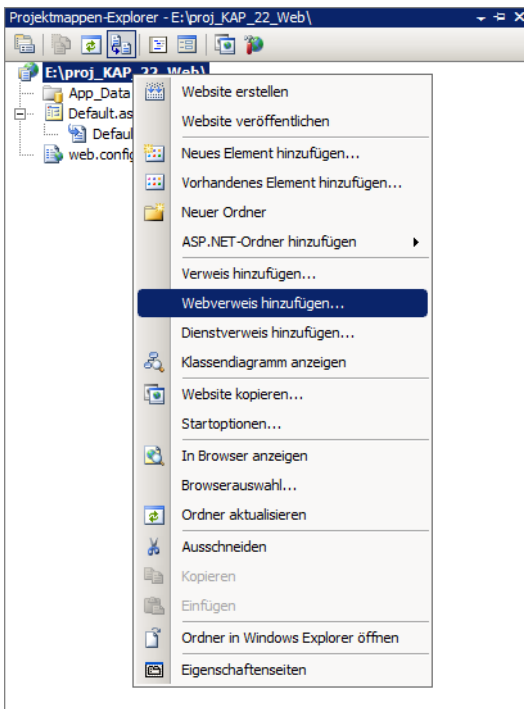 Projektmappen-Explorer - E:\proj_KAP_22_Web\
E:\proj_KAP_22_Web\
App_Data
Default.as
Defaul
web.config
Website erstellen
Website veröffentlichen
Neues Element hinzufügen...
Vorhandenes Element hinzufügen...
Neuer Ordner
ASP.NET-Ordner hinzufügen
Verweis hinzufügen...
Webverweis hinzufügen...
Dienstverweis hinzufügen...
Klassendiagramm anzeigen
Website kopieren...
Startoptionen...
In Browser anzeigen
Browserauswahl...
Ordner aktualisieren
Ausschneiden
Kopieren
Einfügen
Ordner in Windows Explorer öffnen
Eigenschaftenseiten